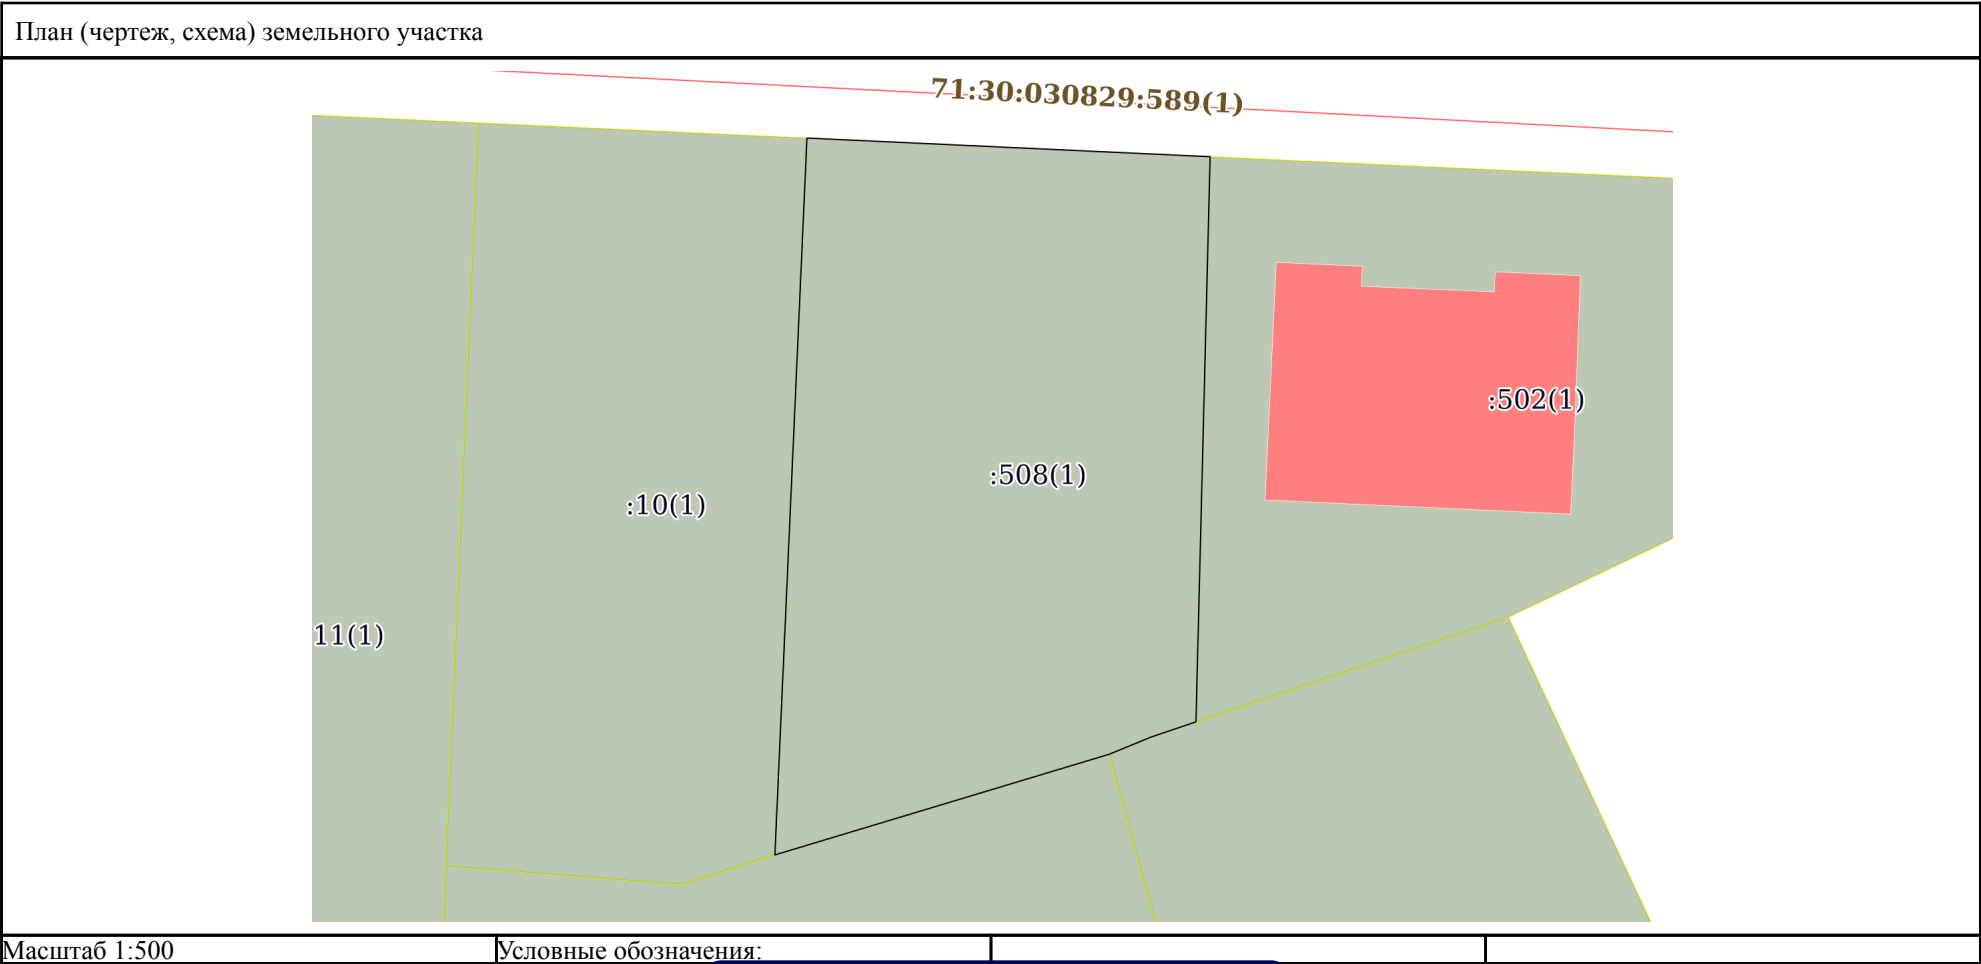 План (чертеж, схема) земельного участка
71:30:030829:589(1)
:502(1)
:508(1)
:10(1)
11(1)
Масштаб 1:500
Условные обозначения: